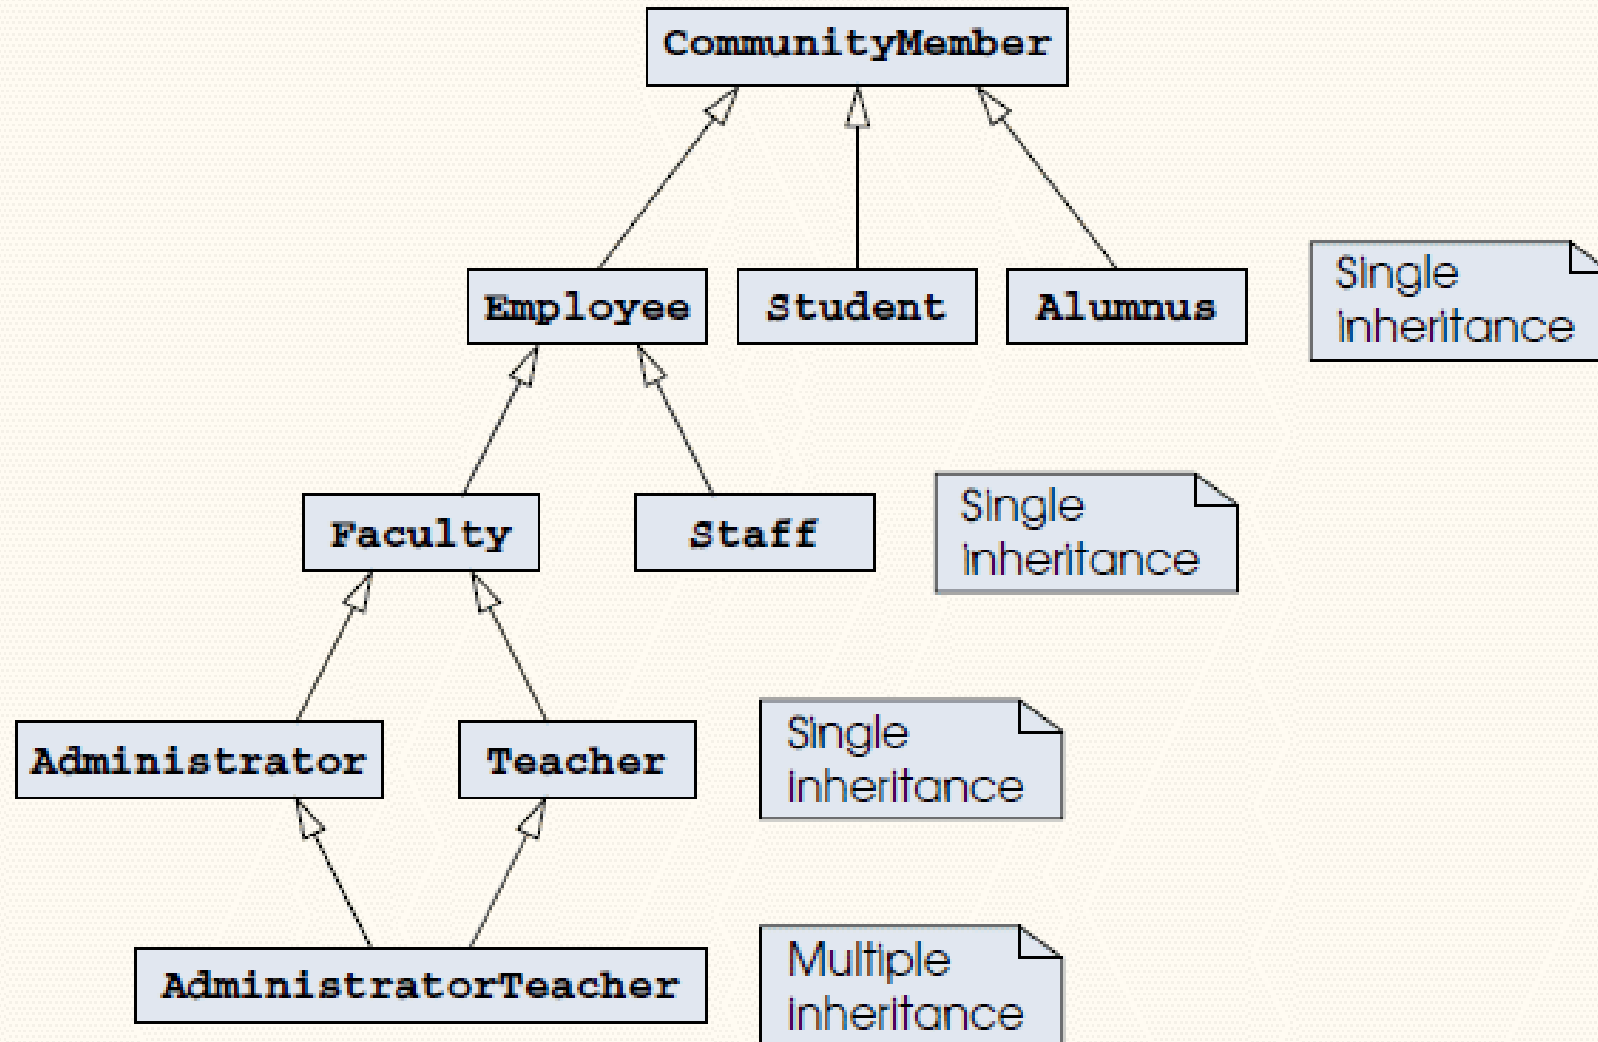 CommunityMember
Employee
Student
Alumnus
Single
inheritance
Faculty
Staff
Single
inheritance
Administrator
Teacher
Single
inheritance
AdministratorTeacher
Multiple
inheritance